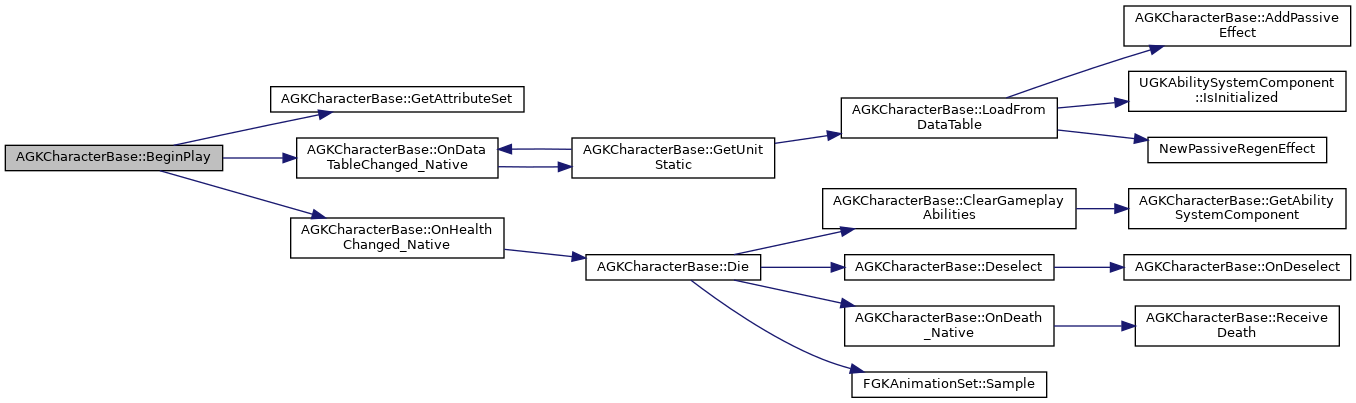 AGKCharacterBase::BeginPlay
AGKCharacterBase::GetAttributeSet
AGKCharacterBase::OnData
TableChanged_Native
AGKCharacterBase::OnHealth
Changed_Native
AGKCharacterBase::GetUnit
Static
AGKCharacterBase::Die
AGKCharacterBase::LoadFrom
DataTable
AGKCharacterBase::ClearGameplay
Abilities
AGKCharacterBase::Deselect
AGKCharacterBase::OnDeath
_Native
FGKAnimationSet::Sample
AGKCharacterBase::AddPassive
Effect
UGKAbilitySystemComponent
::IsInitialized
NewPassiveRegenEffect
AGKCharacterBase::GetAbility
SystemComponent
AGKCharacterBase::OnDeselect
AGKCharacterBase::Receive
Death